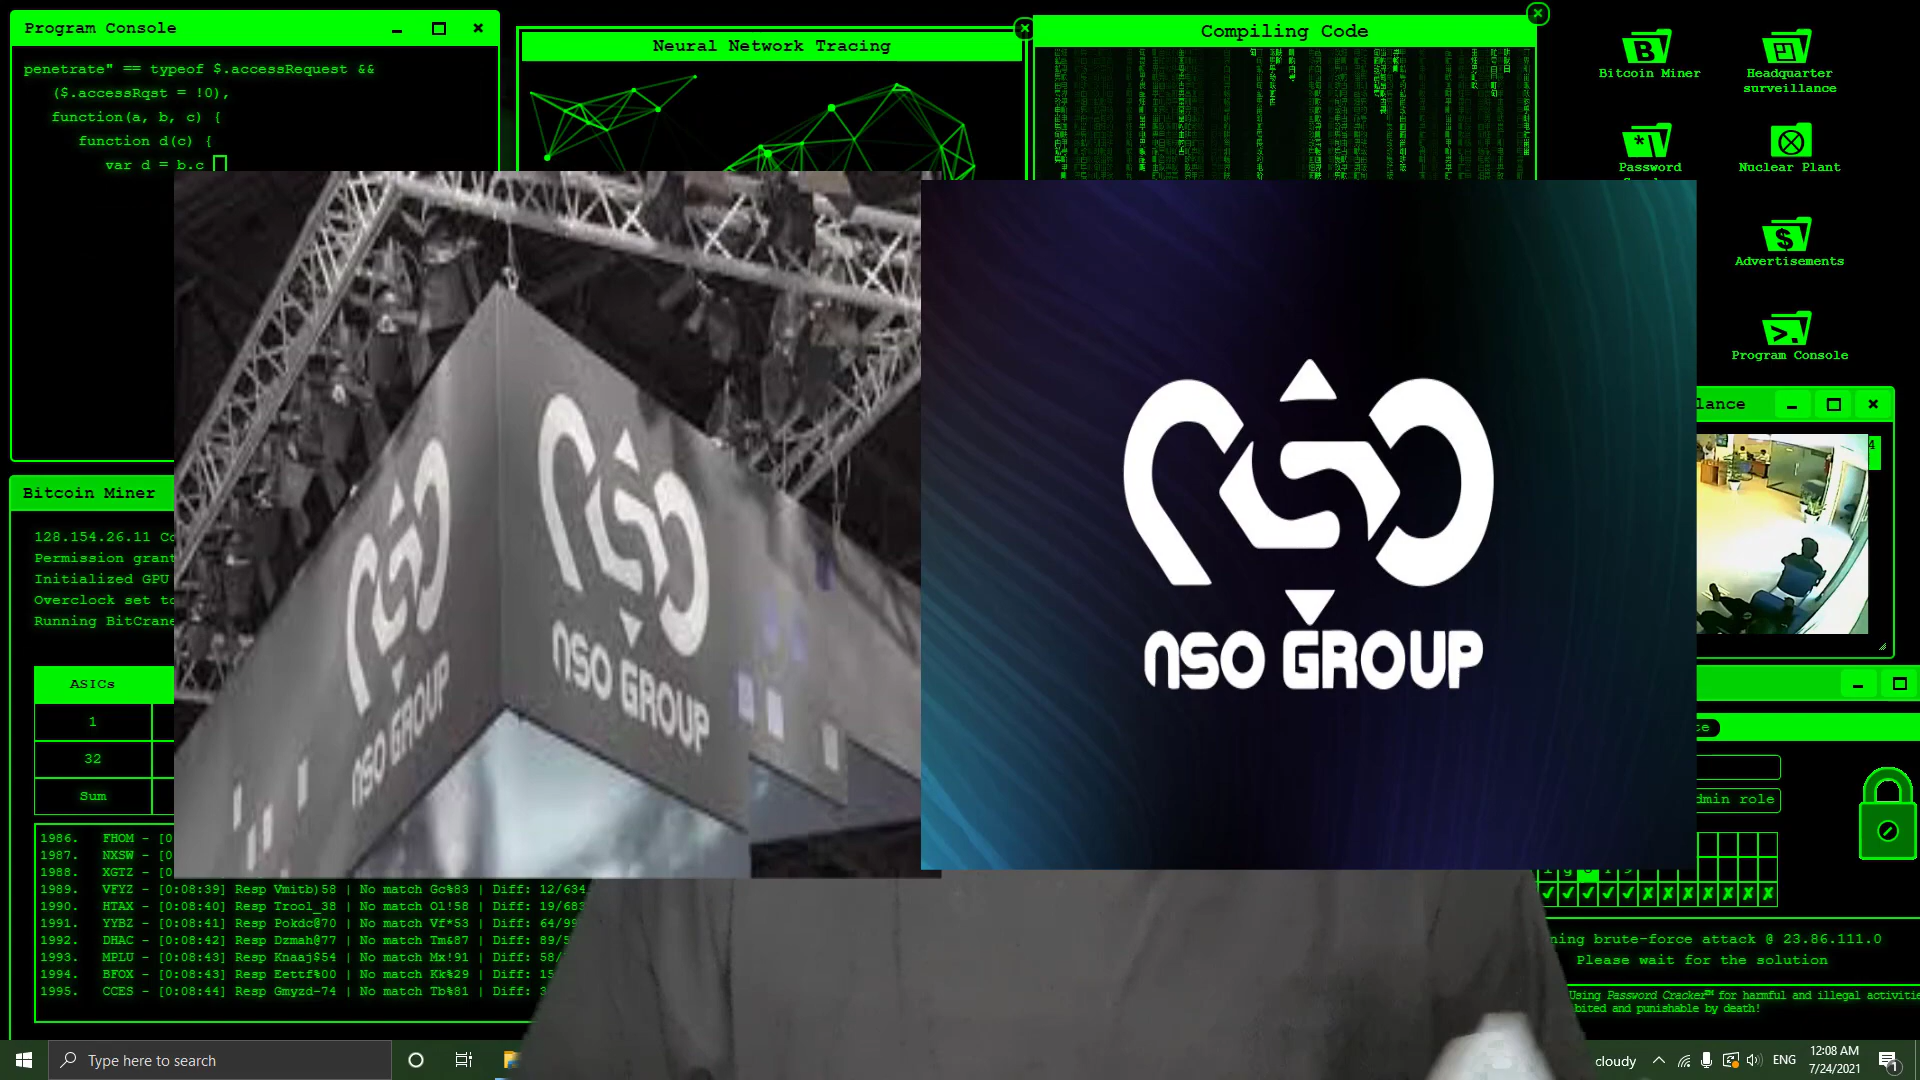 Program Console
penetrate" == typeof $.accessRequest &&
($.accessRqst = !0),
function(a, b, c) {
function d(c) {
var d = b.c
Neural Network Tracing
Compiling Code
Bitcoin Miner
Headquarter
surveillance
Password
Nuclear Plant
Advertisements
Program Console
lance
Bitcoin Miner
128.154.26.11 Co
Permission grant
Initialized GPU
Overclock set to
Running BitCrane
ASICs
1
32
Sum
1986. FHOM - [0
1987. NXSW - [0
1988. XGTZ - [0
1989. VFYZ - [0:08:39] Resp Vmitb)58 | No match Gc%83 | Diff: 12/634
1990. HTAX - [0:08:40] Resp Trool_38 | No match Ol!58 | Diff: 19/683
1991. YYBZ - [0:08:41] Resp Pokdc@70 | No match Vf*53 | Diff: 64/99
1992. DHAC - [0:08:42] Resp Dzmah@77 | No match Tm&87 | Diff: 89/5
1993. MPLU - [0:08:43] Resp Knaaj$54 | No match Mx!91 | Diff: 58/
1994. BFOX - [0:08:43] Resp Eettf%00 | No match Kk%29 | Diff: 15
1995. CCES - [0:08:44] Resp Gmyzd-74 | No match Tb%81 | Diff: 3
nso
nso GROUP
nso
nso GROUP
nso
nso GROUP
dmin role
ning brute-force attack @ 23.86.111.0
Please wait for the solution
Using Password Cracker™ for harmful and illegal activitie
bited and punishable by death!
Type here to search
cloudy
ENG
12:08 AM
7/24/2021
1